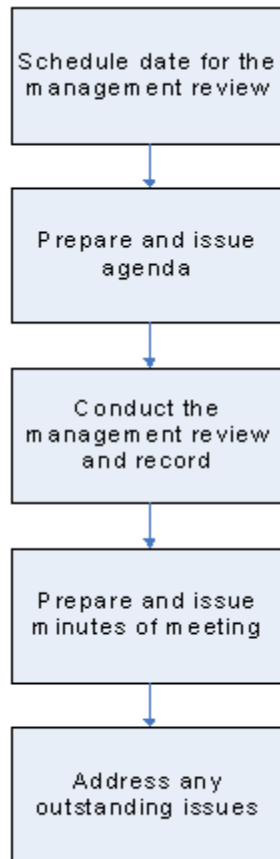 Schedule date for the
management review
Prepare and issue
agenda
Conduct the
management review
and record
Prepare and issue
minutes of meeting
Address any
outstanding issues